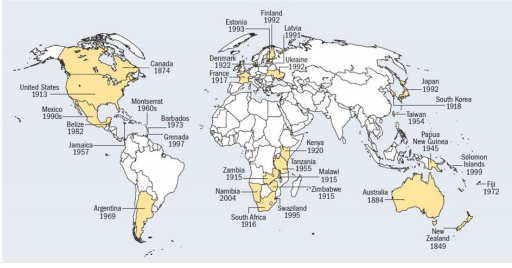 Finland
1992
Estonia
1993
Latvia
1991
Denmark
1922
Ukraine
1992
France
1917
Canada
1874
United States
1913
Mexico
1990s
Belize
1982
Montserrat
1960s
Barbados
1973
Grenada
1997
Jamaica
1957
Argentina
1969
Japan
1992
South Korea
1918
Taiwan
1954
Papua
New Guinea
1945
Solomon
Islands
1999
Fiji
1972
Kenya
1920
Tanzania
1955
Malawi
1915
Zimbabwe
1915
Zambia
1915
Namibia
2004
South Africa
1916
Swaziland
1995
Australia
1884
New
Zealand
1849